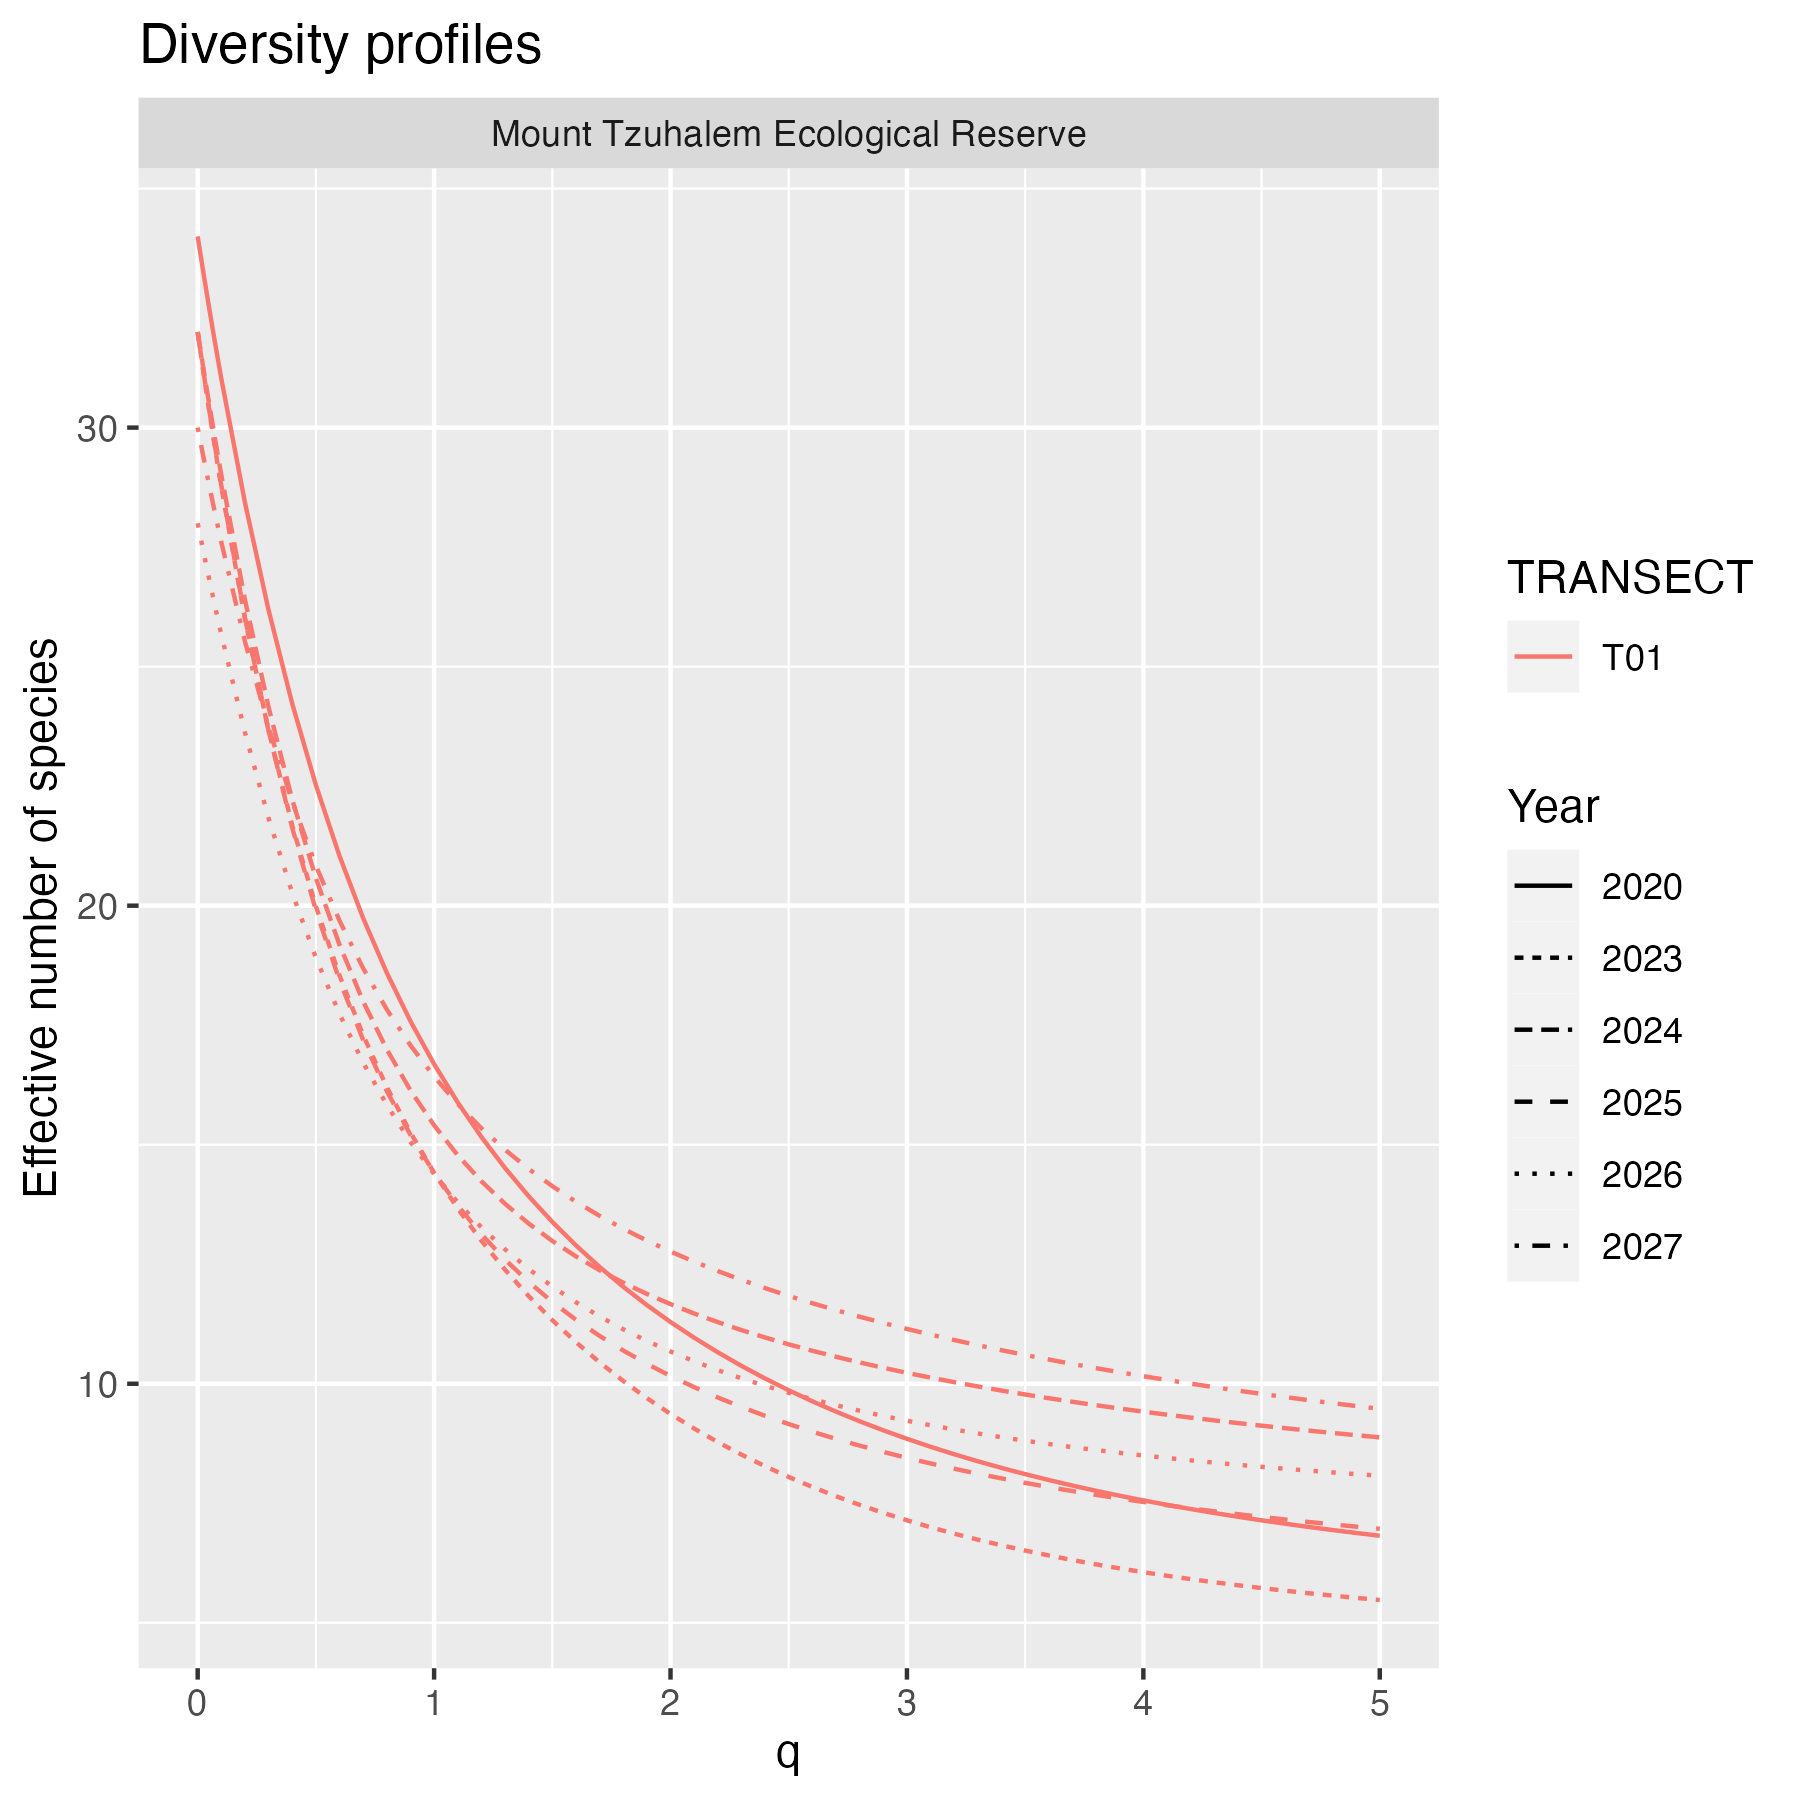 Diversity profiles
Mount Tzuhalem Ecological Reserve
Effective number of species
30
20
10
0 1 2 3 4 5
q
TRANSECT
T01
Year
2020
2023
2024
2025
2026
2027